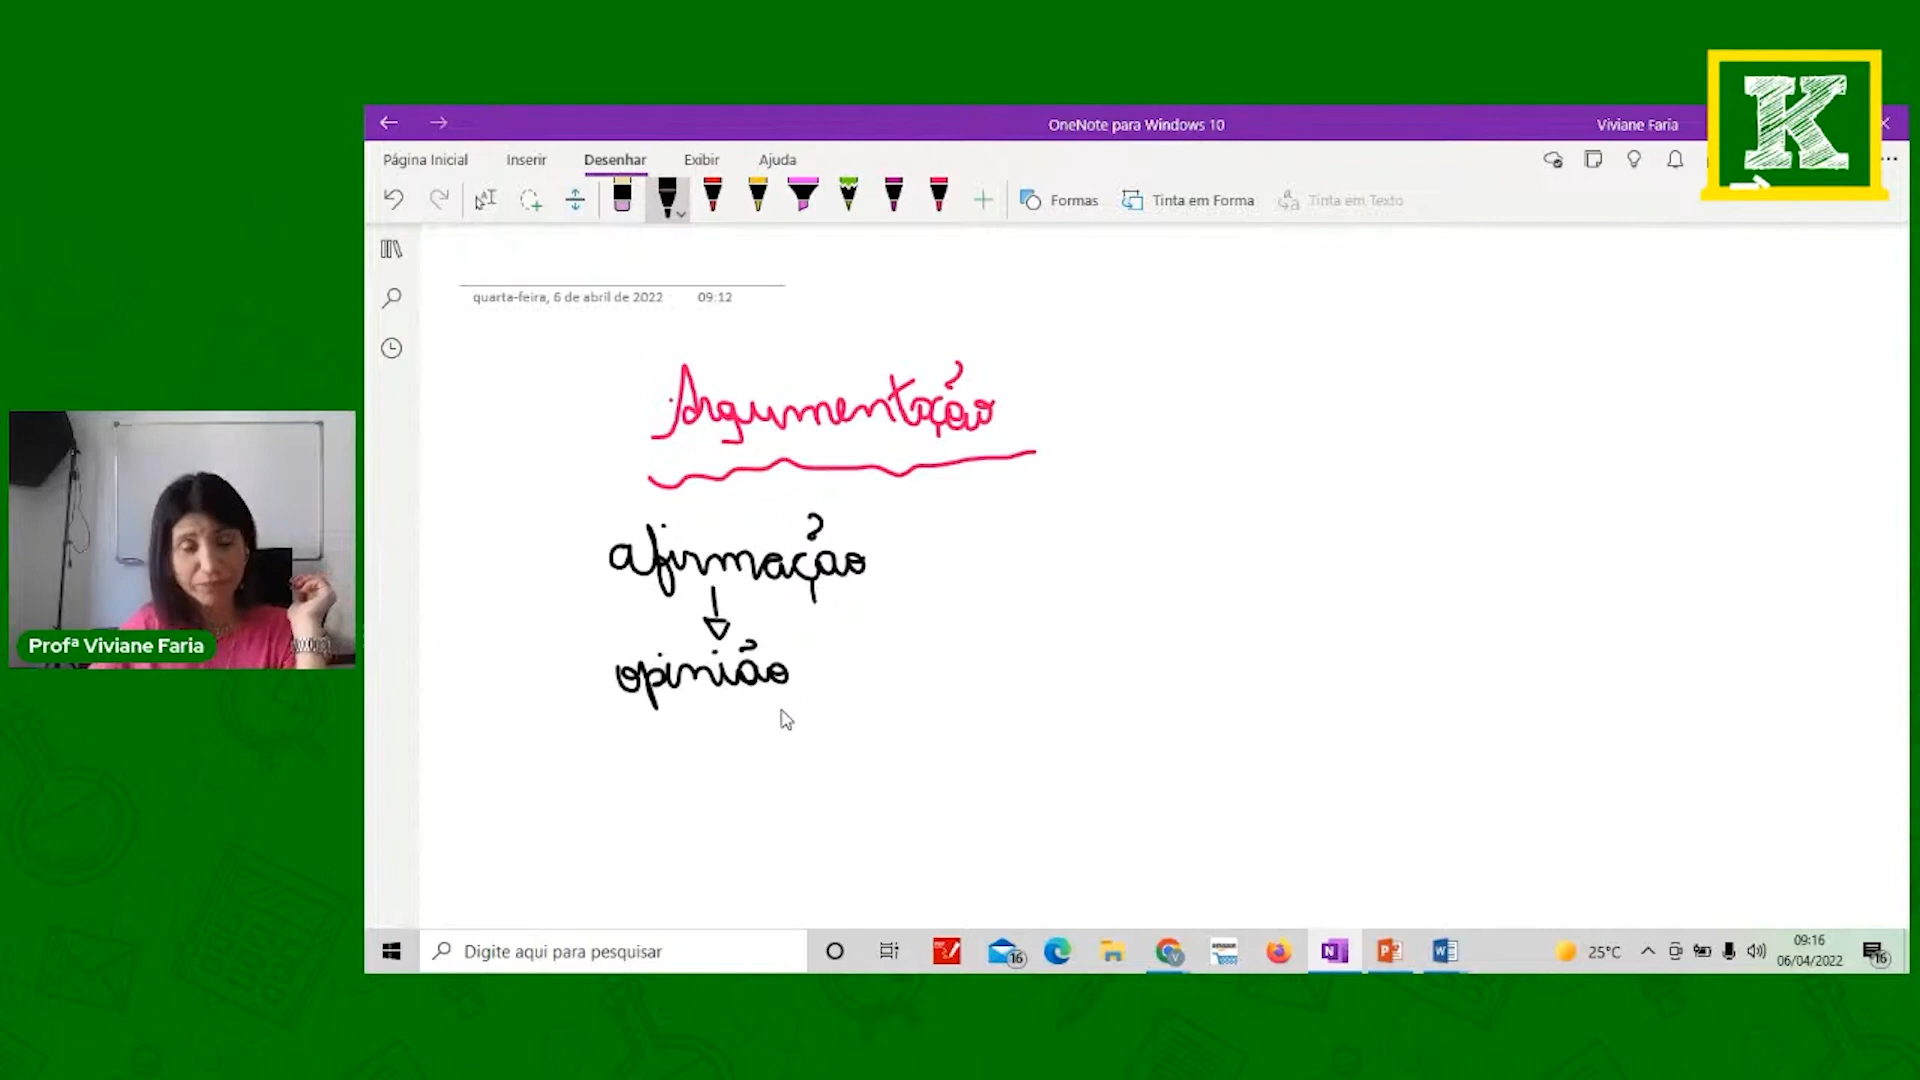 K
OneNote para Windows 10
Viviane Faria
Página Inicial Inserir Desenhar Exibir Ajuda
Formas Tinta em Forma Tinta em Texto
quarta-feira, 6 de abril de 2022 09:12
Argumentação
afirmação
opinião
Profª Viviane Faria
Digite aqui para pesquisar
16
25°C
09:16
06/04/2022
16